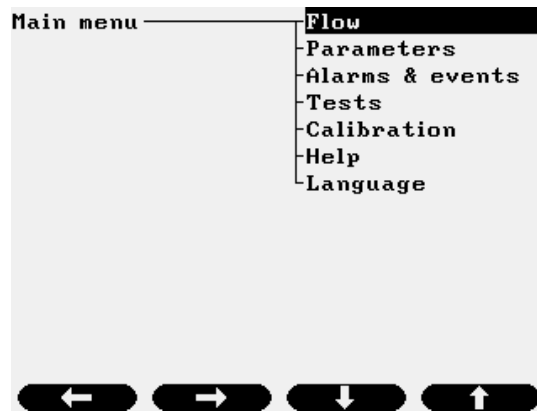 Main menu
Flow
Parameters
Alarms & events
Tests
Calibration
Help
Language